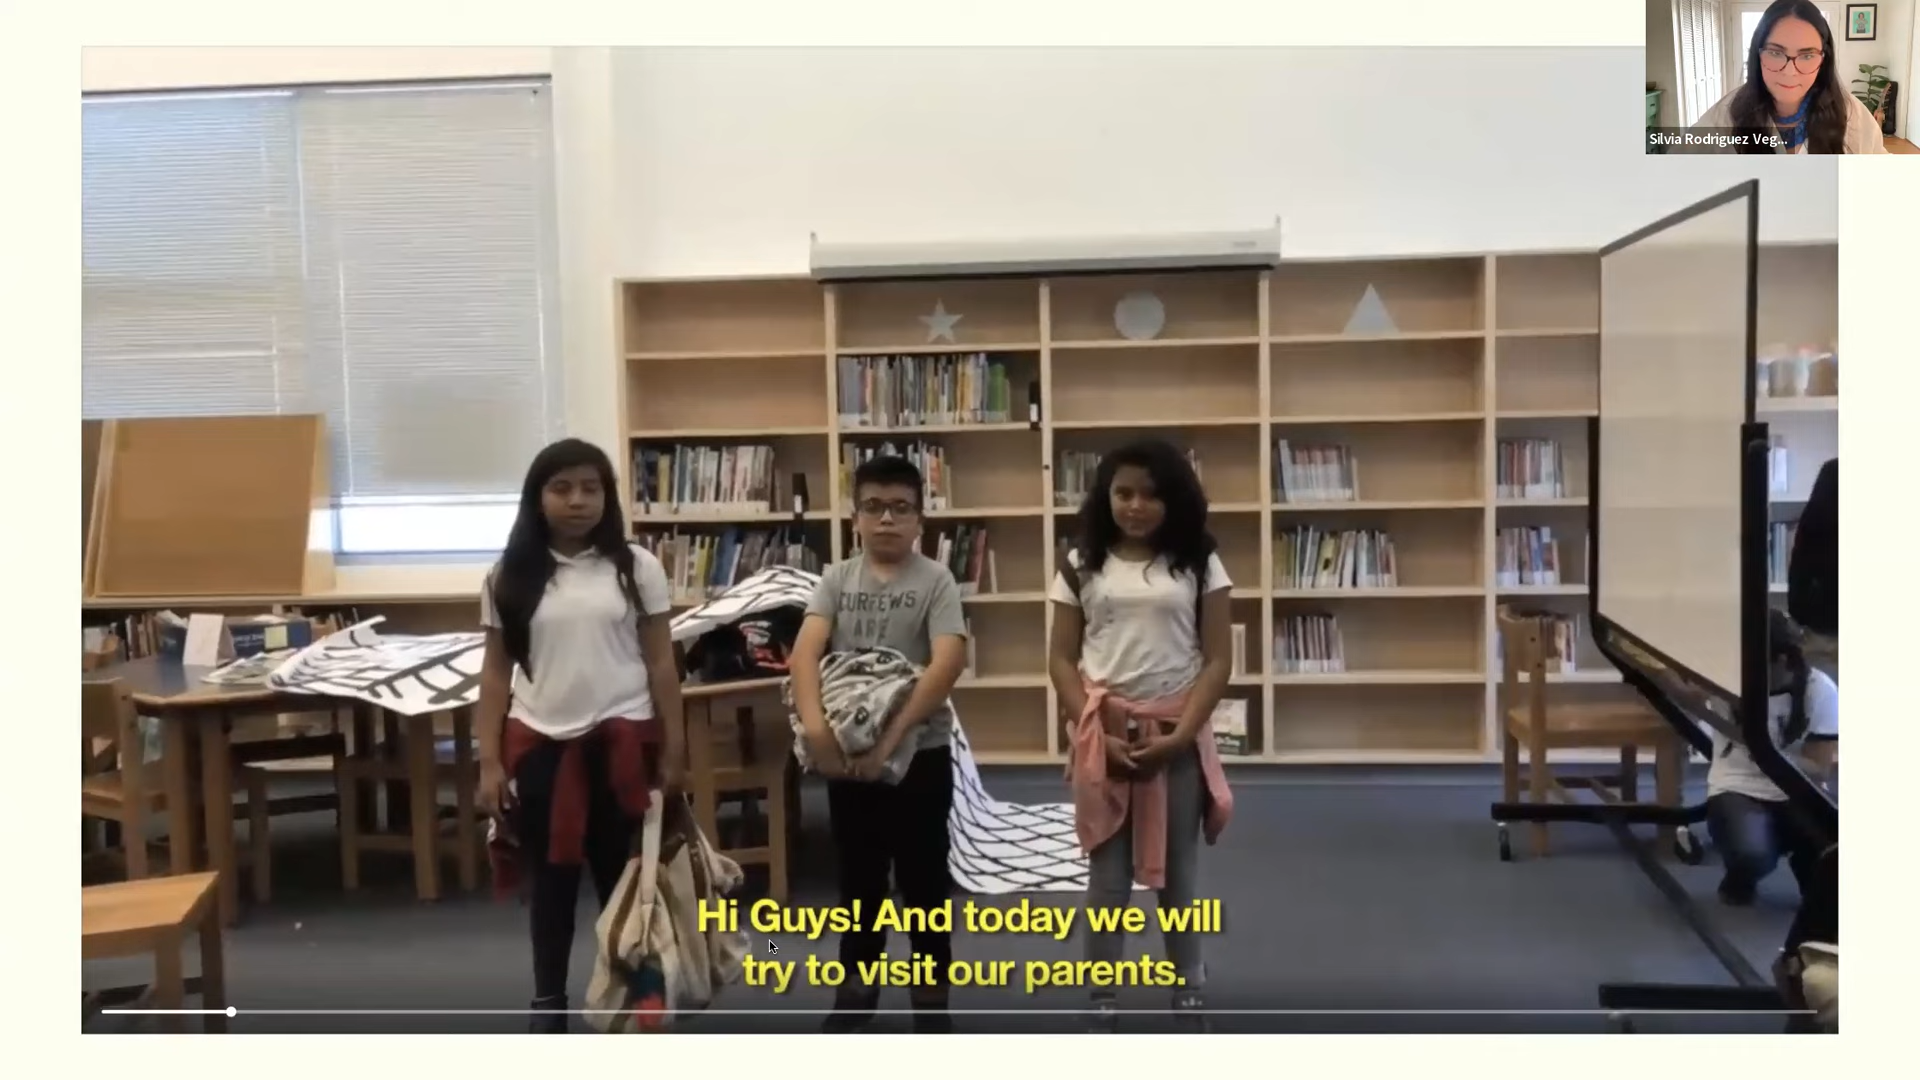 Silvia Rodriguez Veg...
CURFEWS
ARE
Hi Guys! And today we will
try to visit our parents.